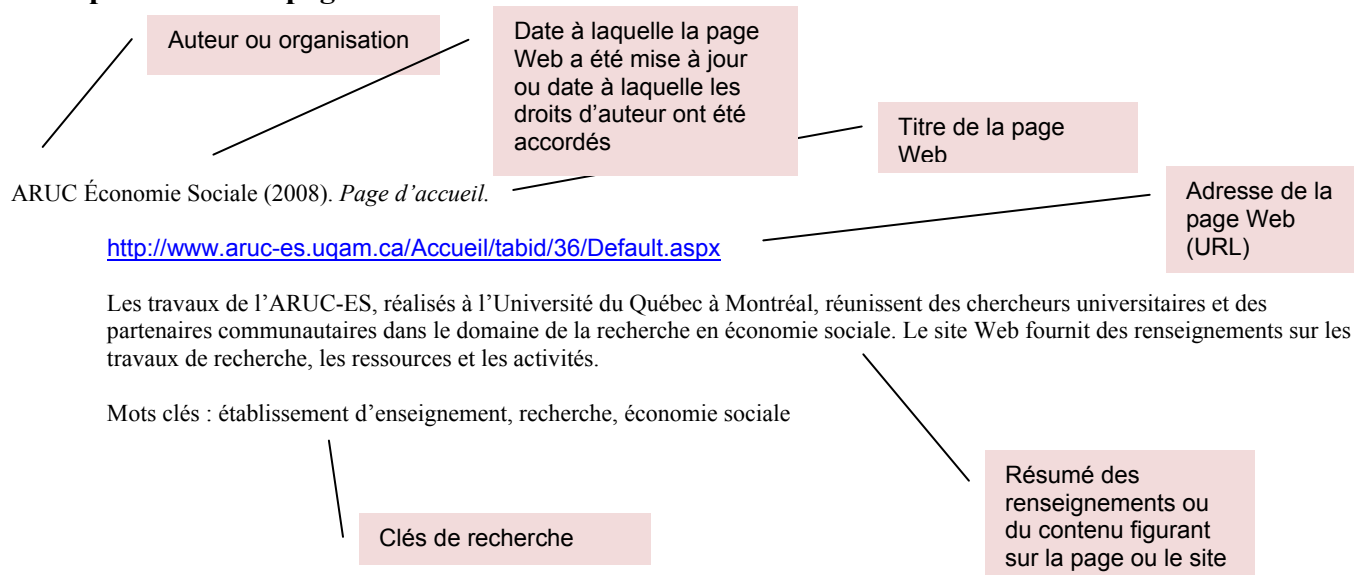 Auteur ou organisation
Date à laquelle la page
Web a été mise à jour
ou date à laquelle les
droits d’auteur ont été
accordés
Titre de la page
Web
ARUC Économie Sociale (2008). Page d’accueil.
Adresse de la
page Web
(URL)
http://www.aruc-es.uqam.ca/Accueil/tabid/36/Default.aspx
Les travaux de l’ARUC-ES, réalisés à l’Université du Québec à Montréal, réunissent des chercheurs universitaires et des
partenaires communautaires dans le domaine de la recherche en économie sociale. Le site Web fournit des renseignements sur les
travaux de recherche, les ressources et les activités.
Mots clés : établissement d’enseignement, recherche, économie sociale
Résumé des
renseignements ou
du contenu figurant
sur la page ou le site
Clés de recherche